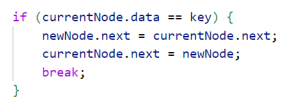 if (currentNode.data == key) {
    newNode.next = currentNode.next;
    currentNode.next = newNode;
    break;
}